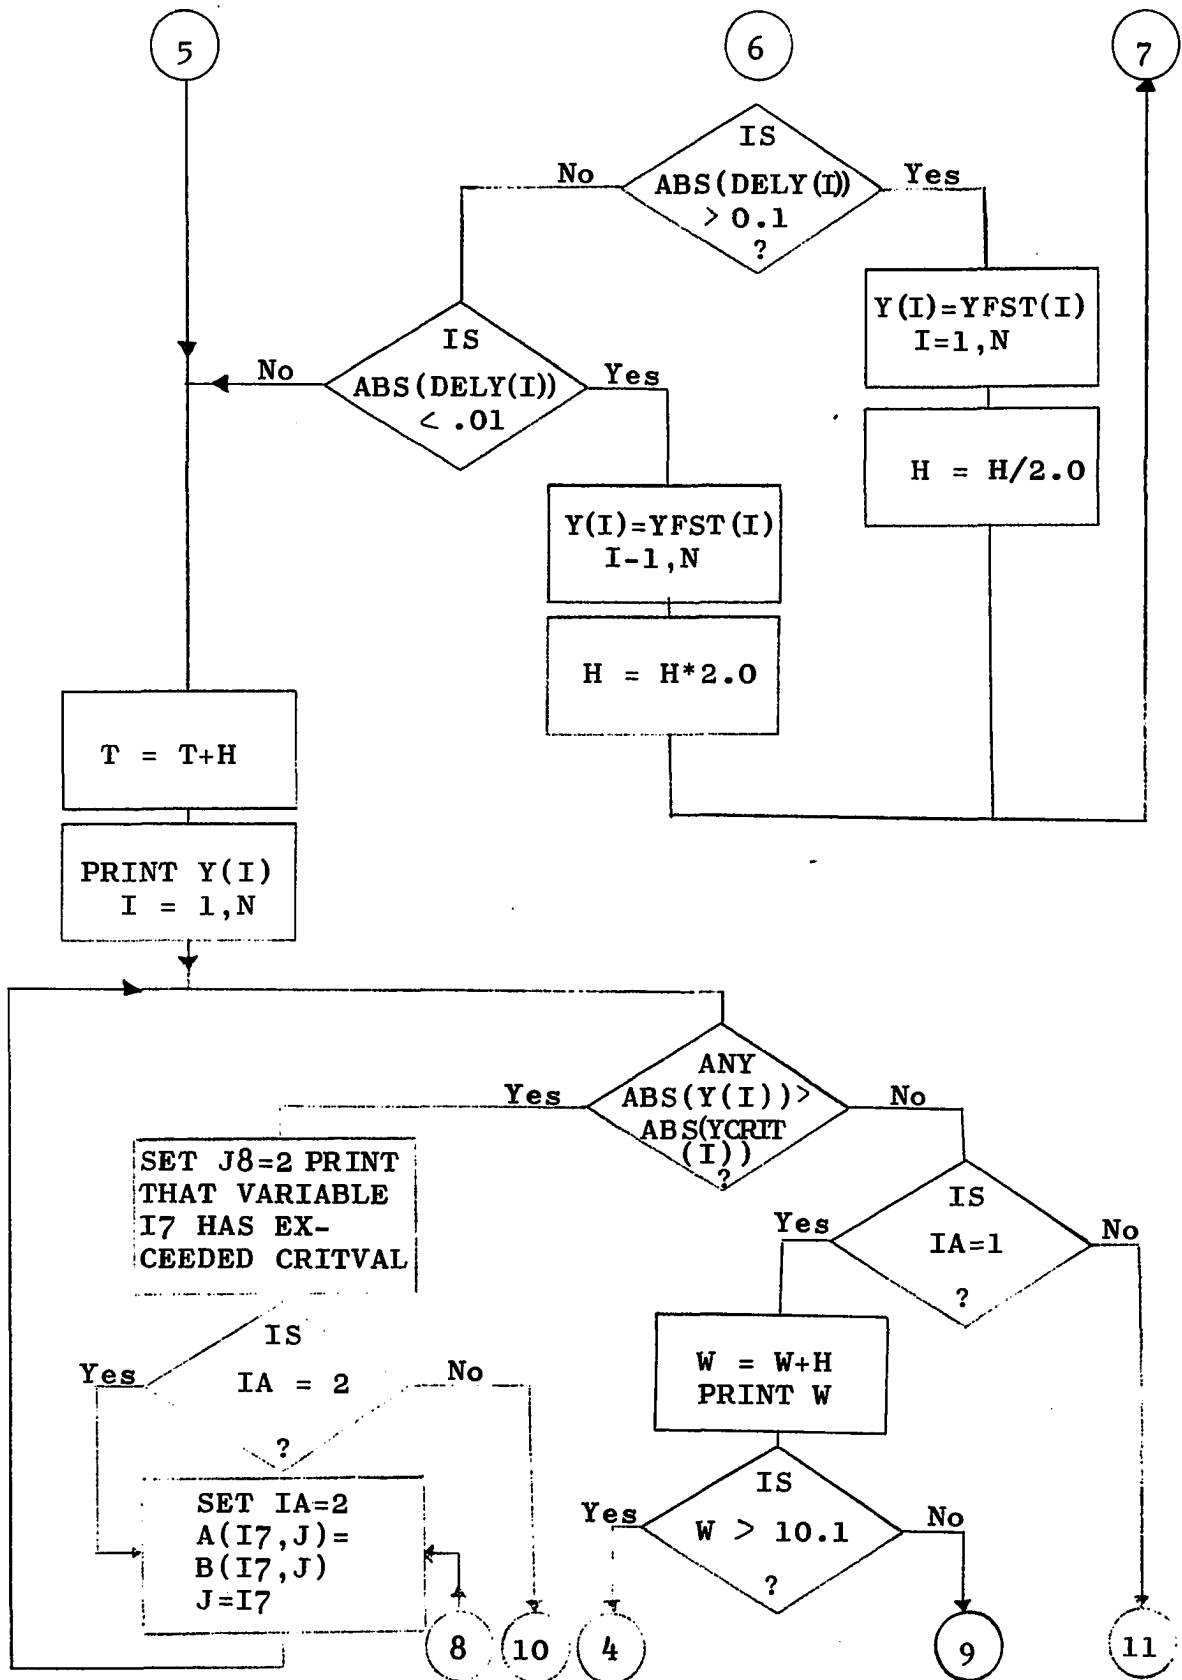 5
6
7
IS
ABS(DELY(I))
> 0.1
?
No
Yes
Y(I)=YFST(I)
I=1,N
H = H/2.0
IS
ABS(DELY(I))
< .01
No
Yes
Y(I)=YFST(I)
I-1,N
H = H*2.0
T = T+H
PRINT Y(I)
I = 1,N
ANY
ABS(Y(I))>
ABS(YCRIT
(I))
?
Yes
No
SET J8=2 PRINT
THAT VARIABLE
I7 HAS EX-
CEEDED CRITVAL
IS
IA=1
?
Yes
No
IS
IA = 2
?
Yes
No
W = W+H
PRINT W
IS
W > 10.1
?
Yes
No
SET IA=2
A(I7,J)=
B(I7,J)
J=I7
8
10
4
9
11